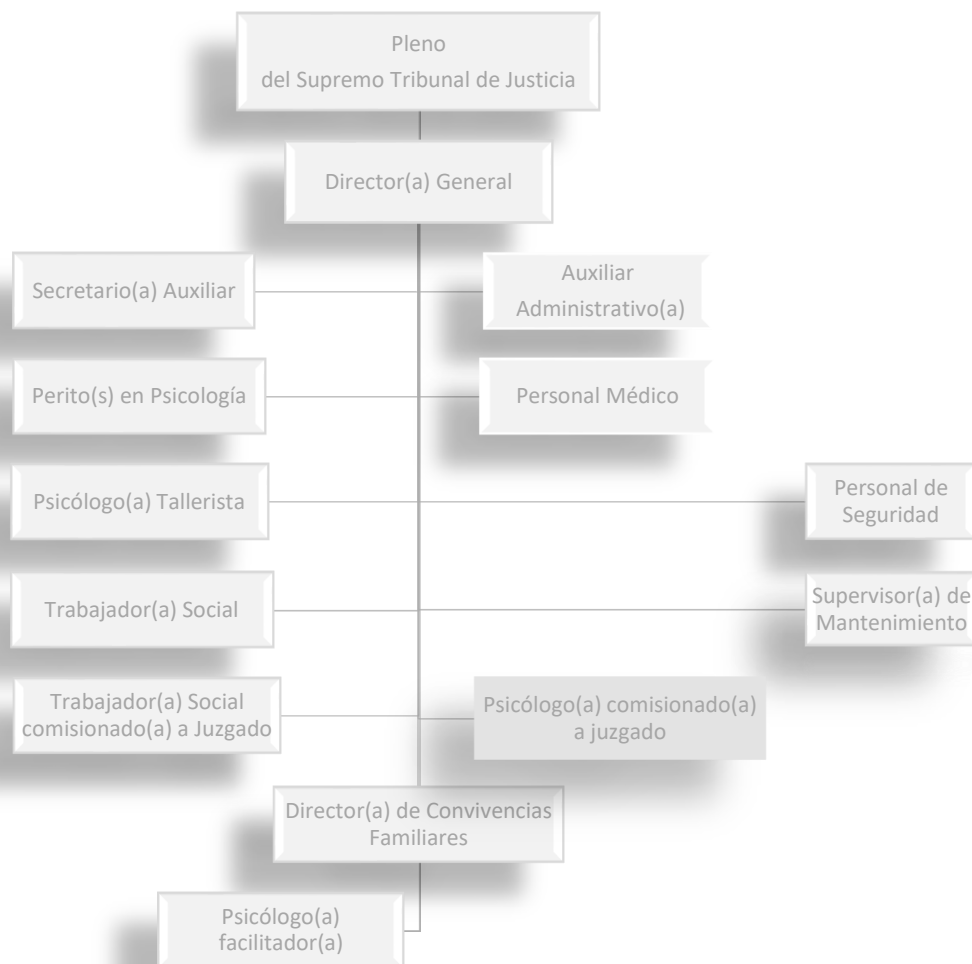 Pleno
del Supremo Tribunal de Justicia
Director(a) General
Secretario(a) Auxiliar
Auxiliar
Administrativo(a)
Perito(s) en Psicología
Personal Médico
Psicólogo(a) Tallerista
Personal de
Seguridad
Trabajador(a) Social
Supervisor(a) de
Mantenimiento
Trabajador(a) Social
comisionado(a) a Juzgado
Psicólogo(a) comisionado(a)
a juzgado
Director(a) de Convivencias
Familiares
Psicólogo(a)
facilitador(a)